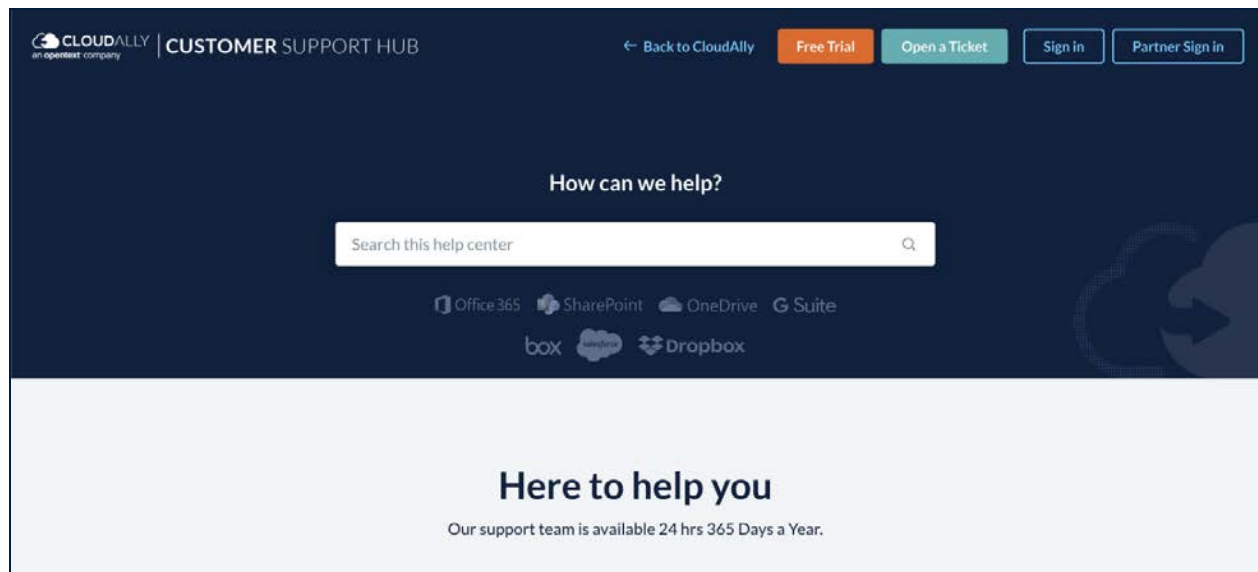 CLOUDALLY
an opentext company
CUSTOMER SUPPORT HUB
← Back to CloudAlly
Free Trial
Open a Ticket
Sign in
Partner Sign in
How can we help?
Search this help center
Office 365 SharePoint OneDrive G Suite
box salesforce Dropbox
Here to help you
Our support team is available 24 hrs 365 Days a Year.